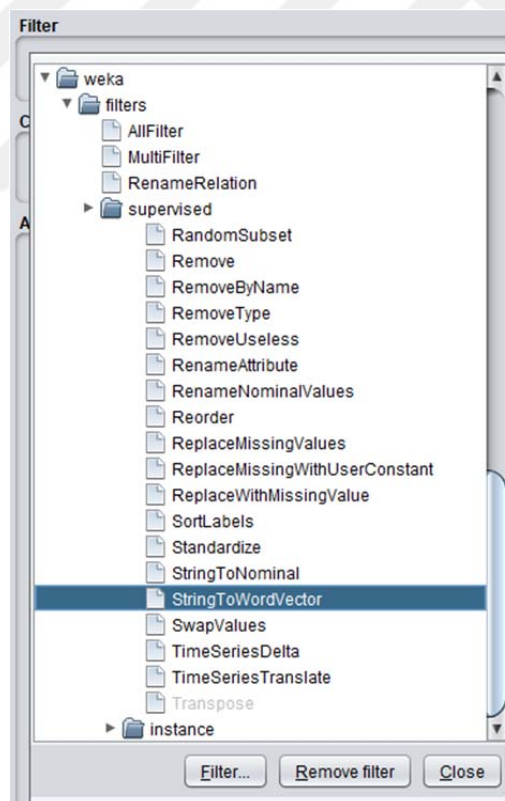 Filter
weka
filters
AllFilter
MultiFilter
RenameRelation
supervised
RandomSubset
Remove
RemoveByName
RemoveType
RemoveUseless
RenameAttribute
RenameNominalValues
Reorder
ReplaceMissingValues
ReplaceMissingWithUserConstant
ReplaceWithMissingValue
SortLabels
Standardize
StringToNominal
StringToWordVector
SwapValues
TimeSeriesDelta
TimeSeriesTranslate
Transpose
instance
Filter... Remove filter Close